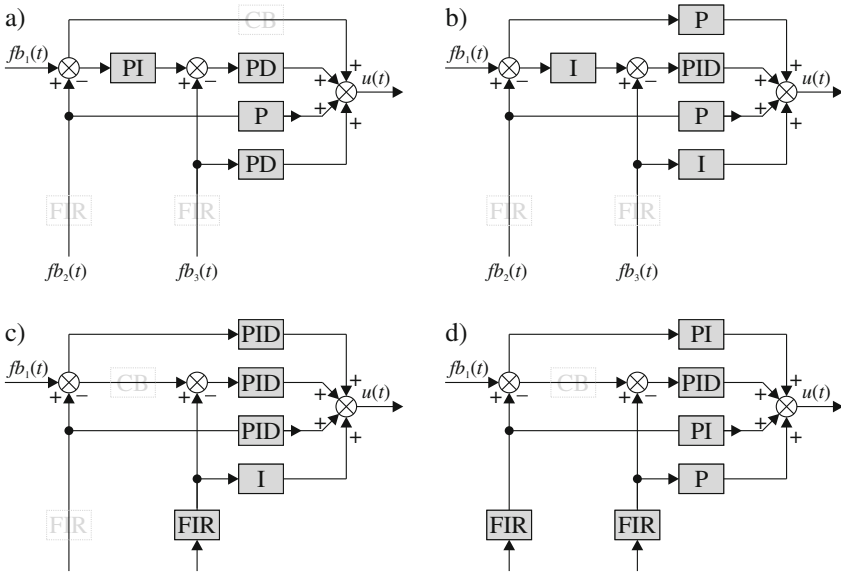 a)
CB
fb₁(t)
PI
PD
+
u(t)
+ − + −
+
+
P
+
PD
FIR FIR
fb₂(t) fb₃(t)
b)
P
fb₁(t)
I
PID
+
u(t)
+ − + −
+
+
P
+
I
FIR FIR
fb₂(t) fb₃(t)
c)
PID
fb₁(t)
CB
PID
+
u(t)
+ − + −
+
+
PID
+
I
FIR FIR
d)
PI
fb₁(t)
CB
PID
+
u(t)
+ − + −
+
+
PI
+
P
FIR FIR